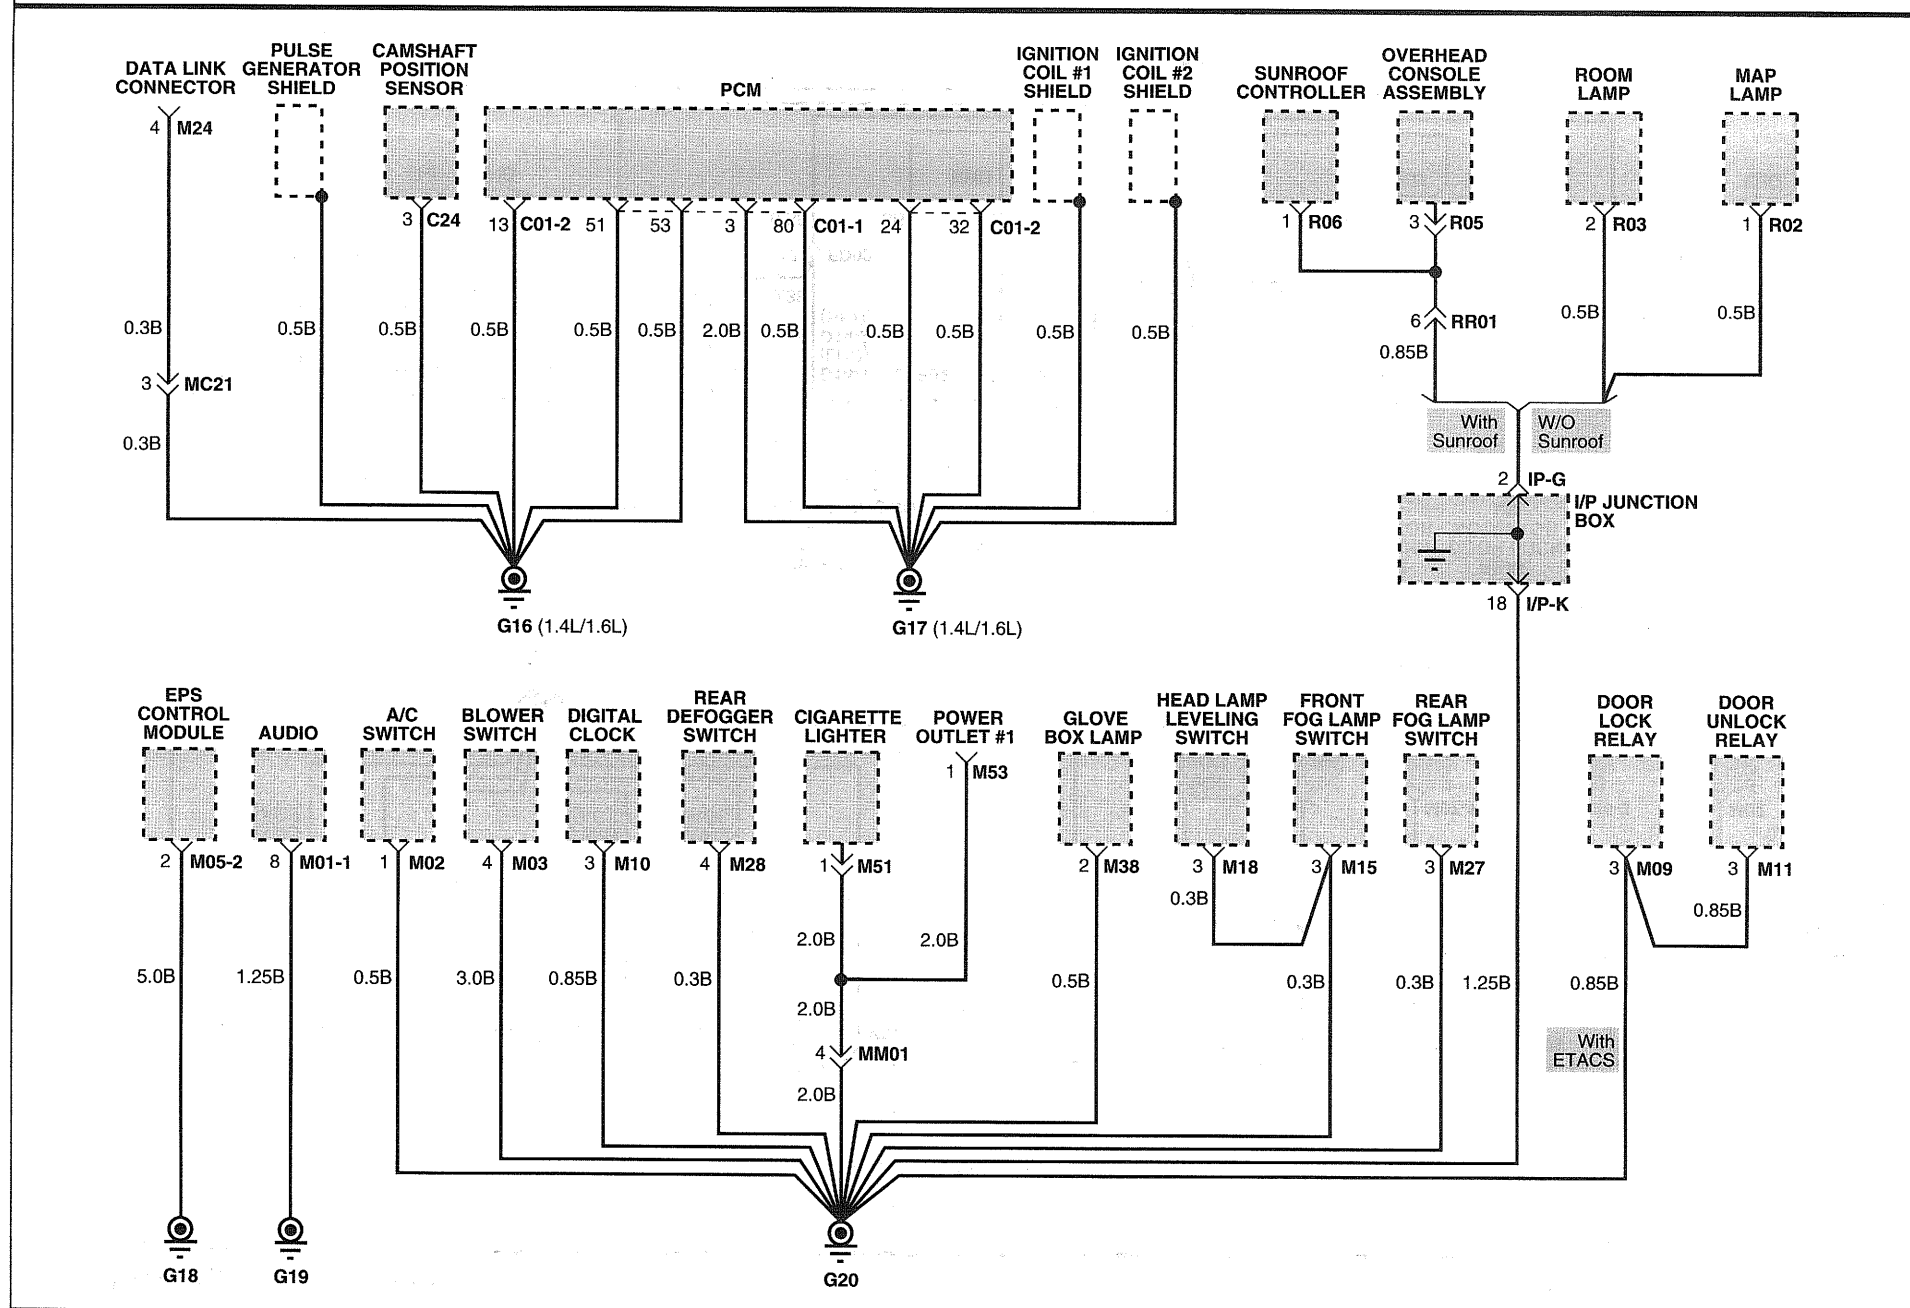 DATA LINK
CONNECTOR
PULSE
GENERATOR
SHIELD
CAMSHAFT
POSITION
SENSOR
PCM
IGNITION
COIL #1
SHIELD
IGNITION
COIL #2
SHIELD
SUNROOF
CONTROLLER
OVERHEAD
CONSOLE
ASSEMBLY
ROOM
LAMP
MAP
LAMP
4 M24
3 C24
13 C01-2
51
53
3
80 C01-1
24
32 C01-2
1 R06
3 R05
2 R03
1 R02
0.3B
0.5B
0.5B
0.5B
0.5B
0.5B
2.0B
0.5B
0.5B
0.5B
0.5B
0.5B
6 RR01
0.85B
0.5B
0.5B
3 MC21
0.3B
With
Sunroof
W/O
Sunroof
2 IP-G
I/P JUNCTION
BOX
18 I/P-K
G16 (1.4L/1.6L)
G17 (1.4L/1.6L)
EPS
CONTROL
MODULE
AUDIO
A/C
SWITCH
BLOWER
SWITCH
DIGITAL
CLOCK
REAR
DEFOGGER
SWITCH
CIGARETTE
LIGHTER
POWER
OUTLET #1
GLOVE
BOX LAMP
HEAD LAMP
LEVELING
SWITCH
FRONT
FOG LAMP
SWITCH
REAR
FOG LAMP
SWITCH
DOOR
LOCK
RELAY
DOOR
UNLOCK
RELAY
1 M53
2 M05-2
8 M01-1
1 M02
4 M03
3 M10
4 M28
1 M51
2 M38
3 M18
3 M15
3 M27
3 M09
3 M11
0.3B
0.85B
2.0B
2.0B
5.0B
1.25B
0.5B
3.0B
0.85B
0.3B
0.5B
0.3B
0.3B
1.25B
0.85B
2.0B
4 MM01
2.0B
With
ETACS
G18
G19
G20